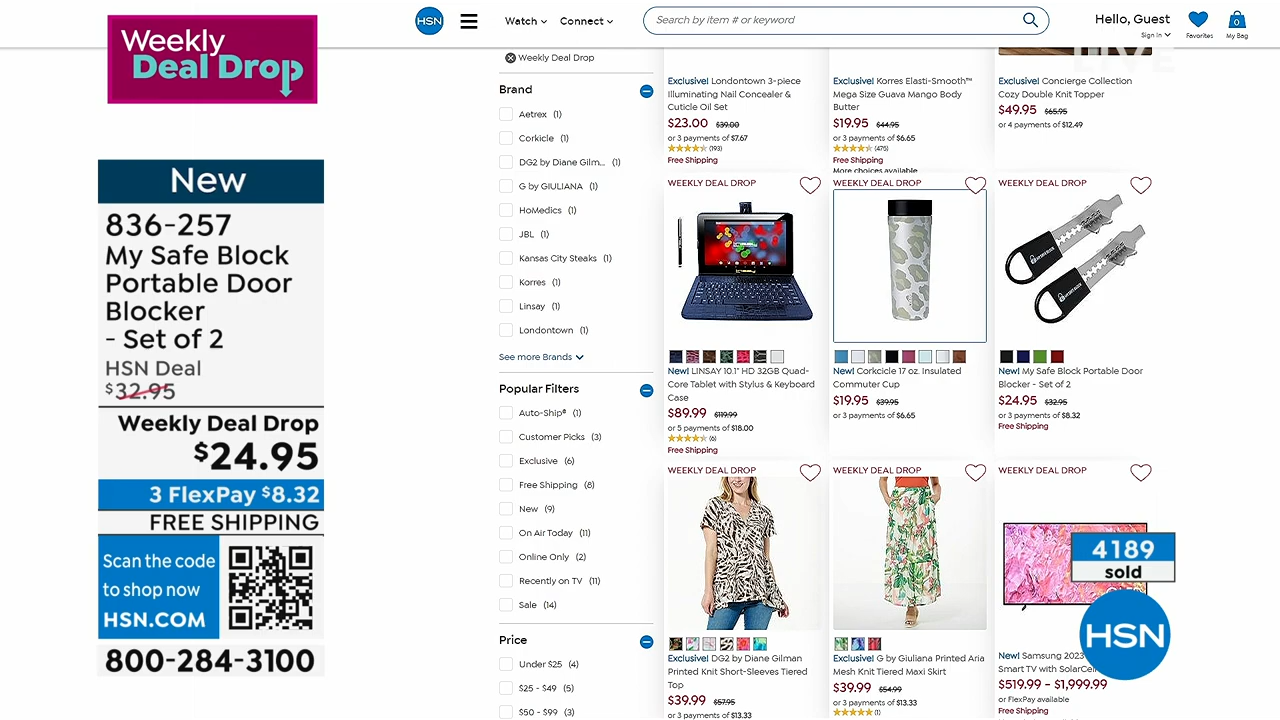 Weekly
Deal Drop
New
836-257
My Safe Block
Portable Door
Blocker
- Set of 2
HSN Deal
$32.95
Weekly Deal Drop
$24.95
3 FlexPay $8.32
FREE SHIPPING
Scan the code
to shop now
HSN.COM
800-284-3100
HSN
Watch
Connect
Search by item # or keyword
Hello, Guest
Sign In
Favorites
0
My Bag
LIVE
Weekly Deal Drop
Brand
Aetrex (1)
Corkicle (1)
DG2 by Diane Gilm... (1)
G by GIULIANA (1)
HoMedics (1)
JBL (1)
Kansas City Steaks (1)
Korres (1)
Linsay (1)
Londontown (1)
See more Brands
Popular Filters
Auto-Ship® (1)
Customer Picks (3)
Exclusive (6)
Free Shipping (8)
New (9)
On Air Today (11)
Online Only (2)
Recently on TV (11)
Sale (14)
Price
Under $25 (4)
$25 - $49 (5)
$50 - $99 (3)
Exclusive! Londontown 3-piece
Illuminating Nail Concealer &
Cuticle Oil Set
$23.00 $39.00
or 3 payments of $7.67
(193)
Free Shipping
Exclusive! Korres Elasti-Smooth™
Mega Size Guava Mango Body
Butter
$19.95 $44.95
or 3 payments of $6.65
(475)
Free Shipping
More choices available
Exclusive! Concierge Collection
Cozy Double Knit Topper
$49.95 $65.95
or 4 payments of $12.49
WEEKLY DEAL DROP
New! LINSAY 10.1" HD 32GB Quad-
Core Tablet with Stylus & Keyboard
Case
$89.99 $119.99
or 5 payments of $18.00
(6)
Free Shipping
WEEKLY DEAL DROP
New! Corkcicle 17 oz. Insulated
Commuter Cup
$19.95 $39.95
or 3 payments of $6.65
WEEKLY DEAL DROP
New! My Safe Block Portable Door
Blocker - Set of 2
$24.95 $32.95
or 3 payments of $8.32
Free Shipping
WEEKLY DEAL DROP
Exclusive! DG2 by Diane Gilman
Printed Knit Short-Sleeves Tiered
Top
$39.99 $57.95
or 3 payments of $13.33
WEEKLY DEAL DROP
Exclusive! G by Giuliana Printed Aria
Mesh Knit Tiered Maxi Skirt
$39.99 $54.99
or 3 payments of $13.33
(1)
WEEKLY DEAL DROP
New! Samsung 2023
Smart TV with SolarCell
$519.99 - $1,999.99
or FlexPay available
Free Shipping
4189
sold
HSN